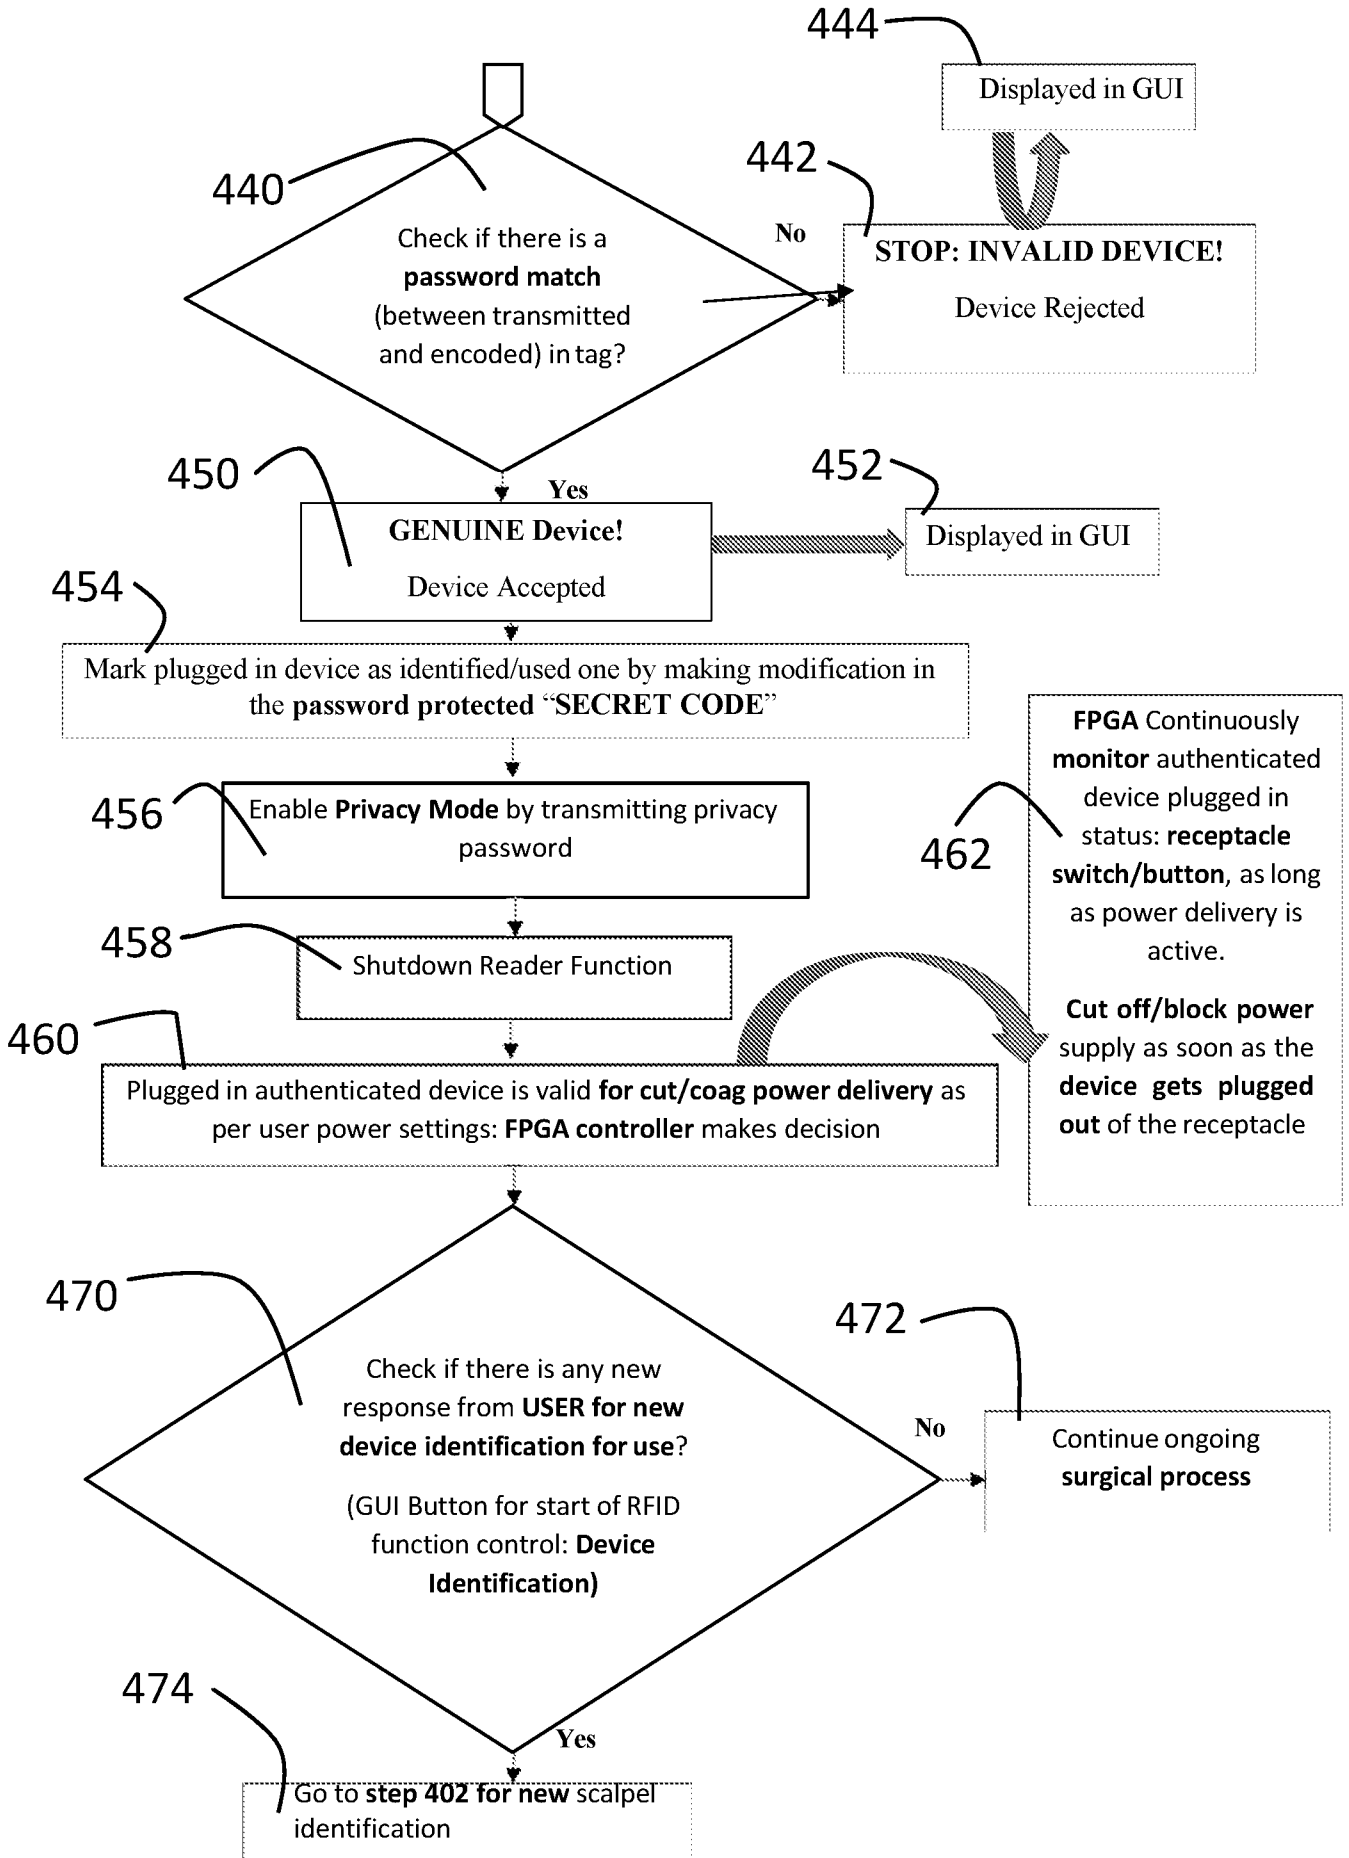 444
Displayed in GUI
442
440
No
Check if there is a
password match
(between transmitted
and encoded) in tag?
STOP: INVALID DEVICE!
Device Rejected
450
Yes
452
GENUINE Device!
Device Accepted
Displayed in GUI
454
Mark plugged in device as identified/used one by making modification in
the password protected “SECRET CODE”
456
Enable Privacy Mode by transmitting privacy
password
462
FPGA Continuously
monitor authenticated
device plugged in
status: receptacle
switch/button, as long
as power delivery is
active.
Cut off/block power
supply as soon as the
device gets plugged
out of the receptacle
458
Shutdown Reader Function
460
Plugged in authenticated device is valid for cut/coag power delivery as
per user power settings: FPGA controller makes decision
470
Check if there is any new
response from USER for new
device identification for use?
(GUI Button for start of RFID
function control: Device
Identification)
472
No
Continue ongoing
surgical process
474
Yes
Go to step 402 for new scalpel
identification